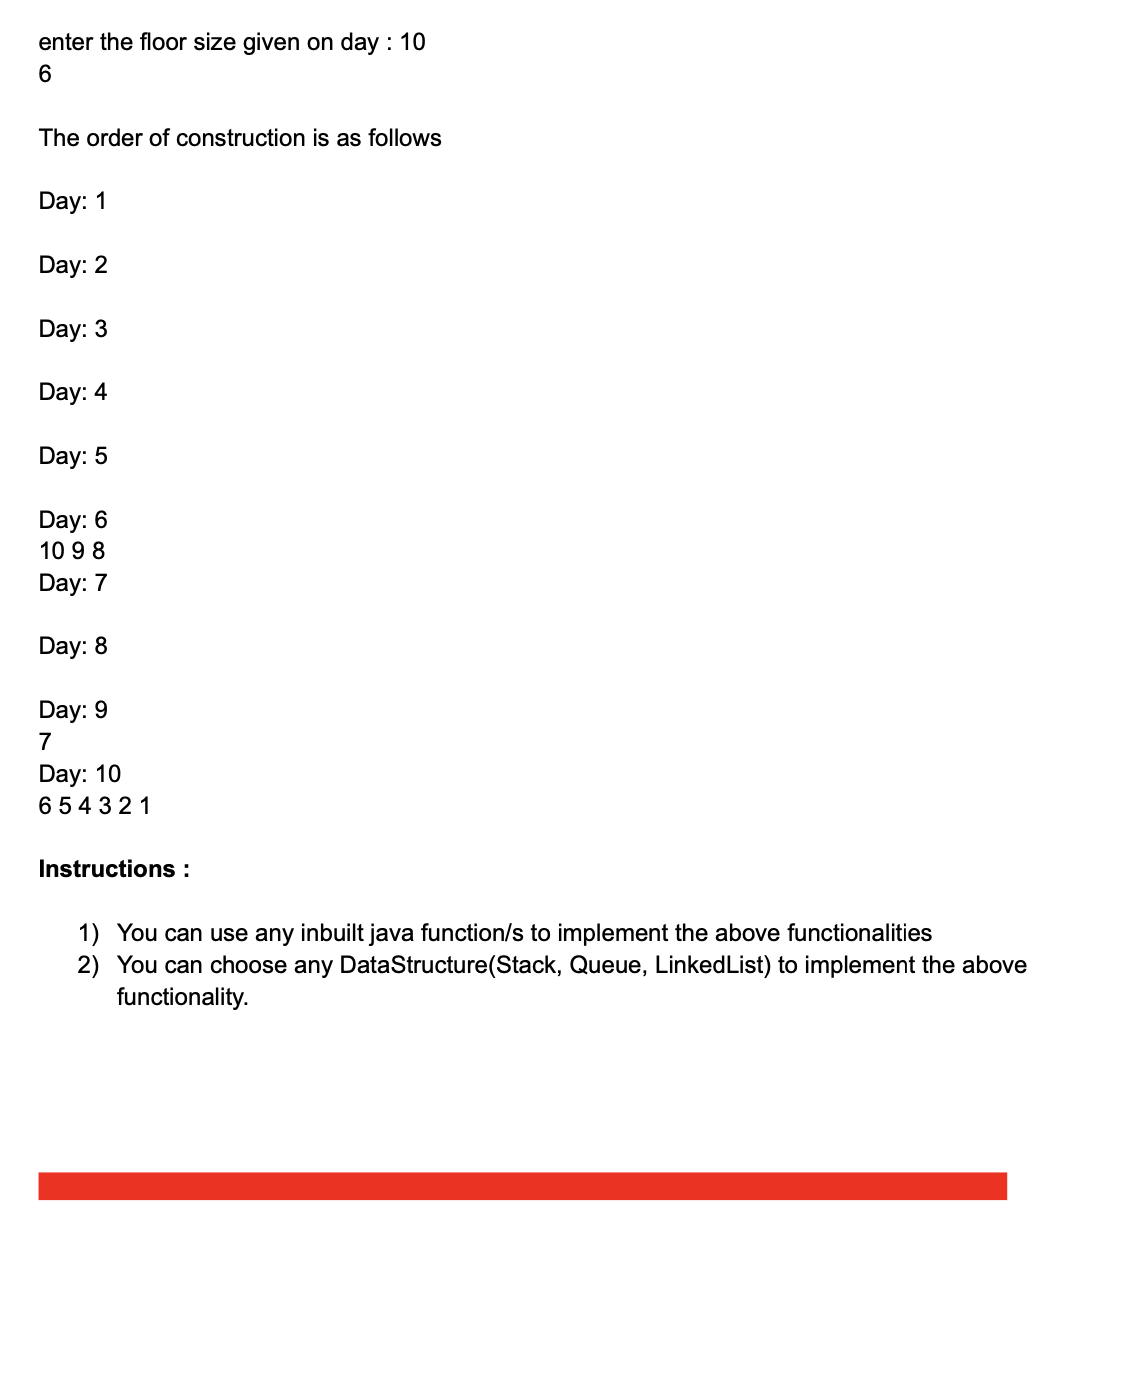 enter the floor size given on day : 10
6
The order of construction is as follows
Day: 1
Day: 2
Day: 3
Day: 4
Day: 5
Day: 6
10 9 8
Day: 7
Day: 8
Day: 9
7
Day: 10
6 5 4 3 2 1
Instructions :
1) You can use any inbuilt java function/s to implement the above functionalities
2) You can choose any DataStructure(Stack, Queue, LinkedList) to implement the above
functionality.